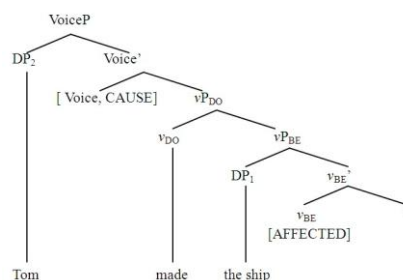 VoiceP
DP2 Voice’
[ Voice, CAUSE] vPDO
vDO vPBE
DP1 vBE’
vBE
[AFFECTED]
Tom made the ship